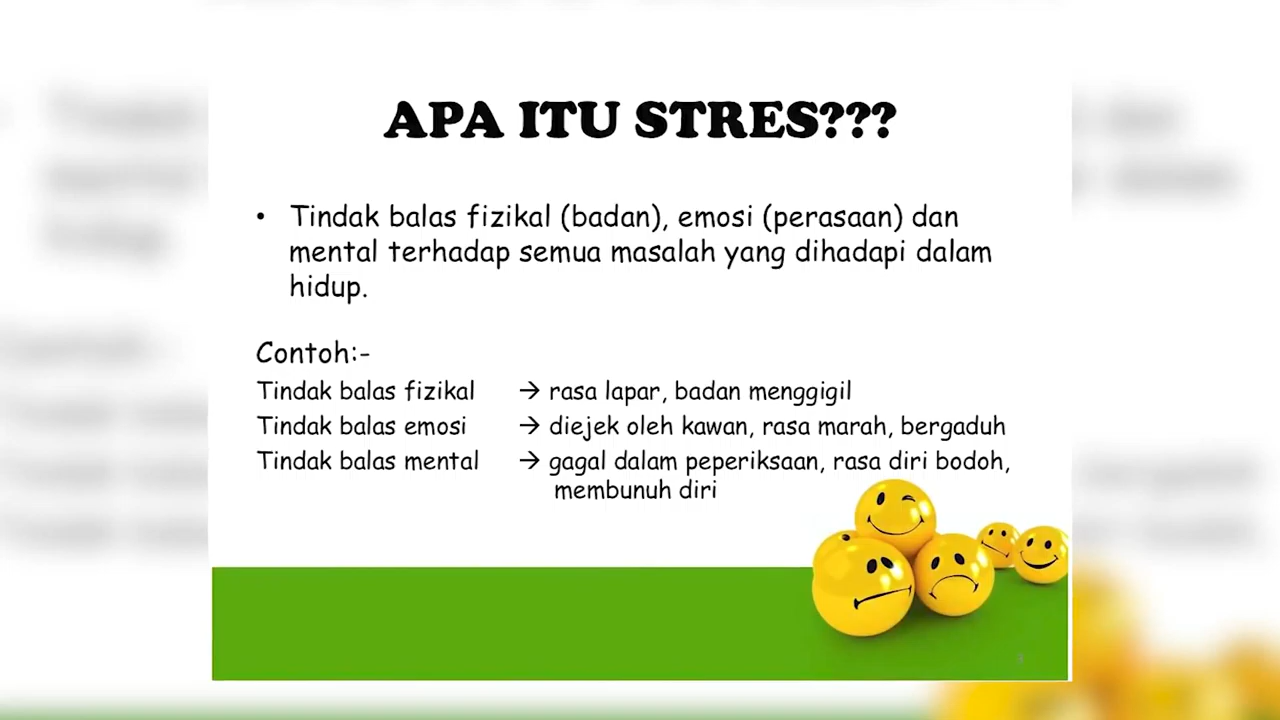 APA ITU STRES???
• Tindak balas fizikal (badan), emosi (perasaan) dan
mental terhadap semua masalah yang dihadapi dalam
hidup.
Contoh:-
Tindak balas fizikal → rasa lapar, badan menggigil
Tindak balas emosi → diejek oleh kawan, rasa marah, bergaduh
Tindak balas mental → gagal dalam peperiksaan, rasa diri bodoh,
membunuh diri